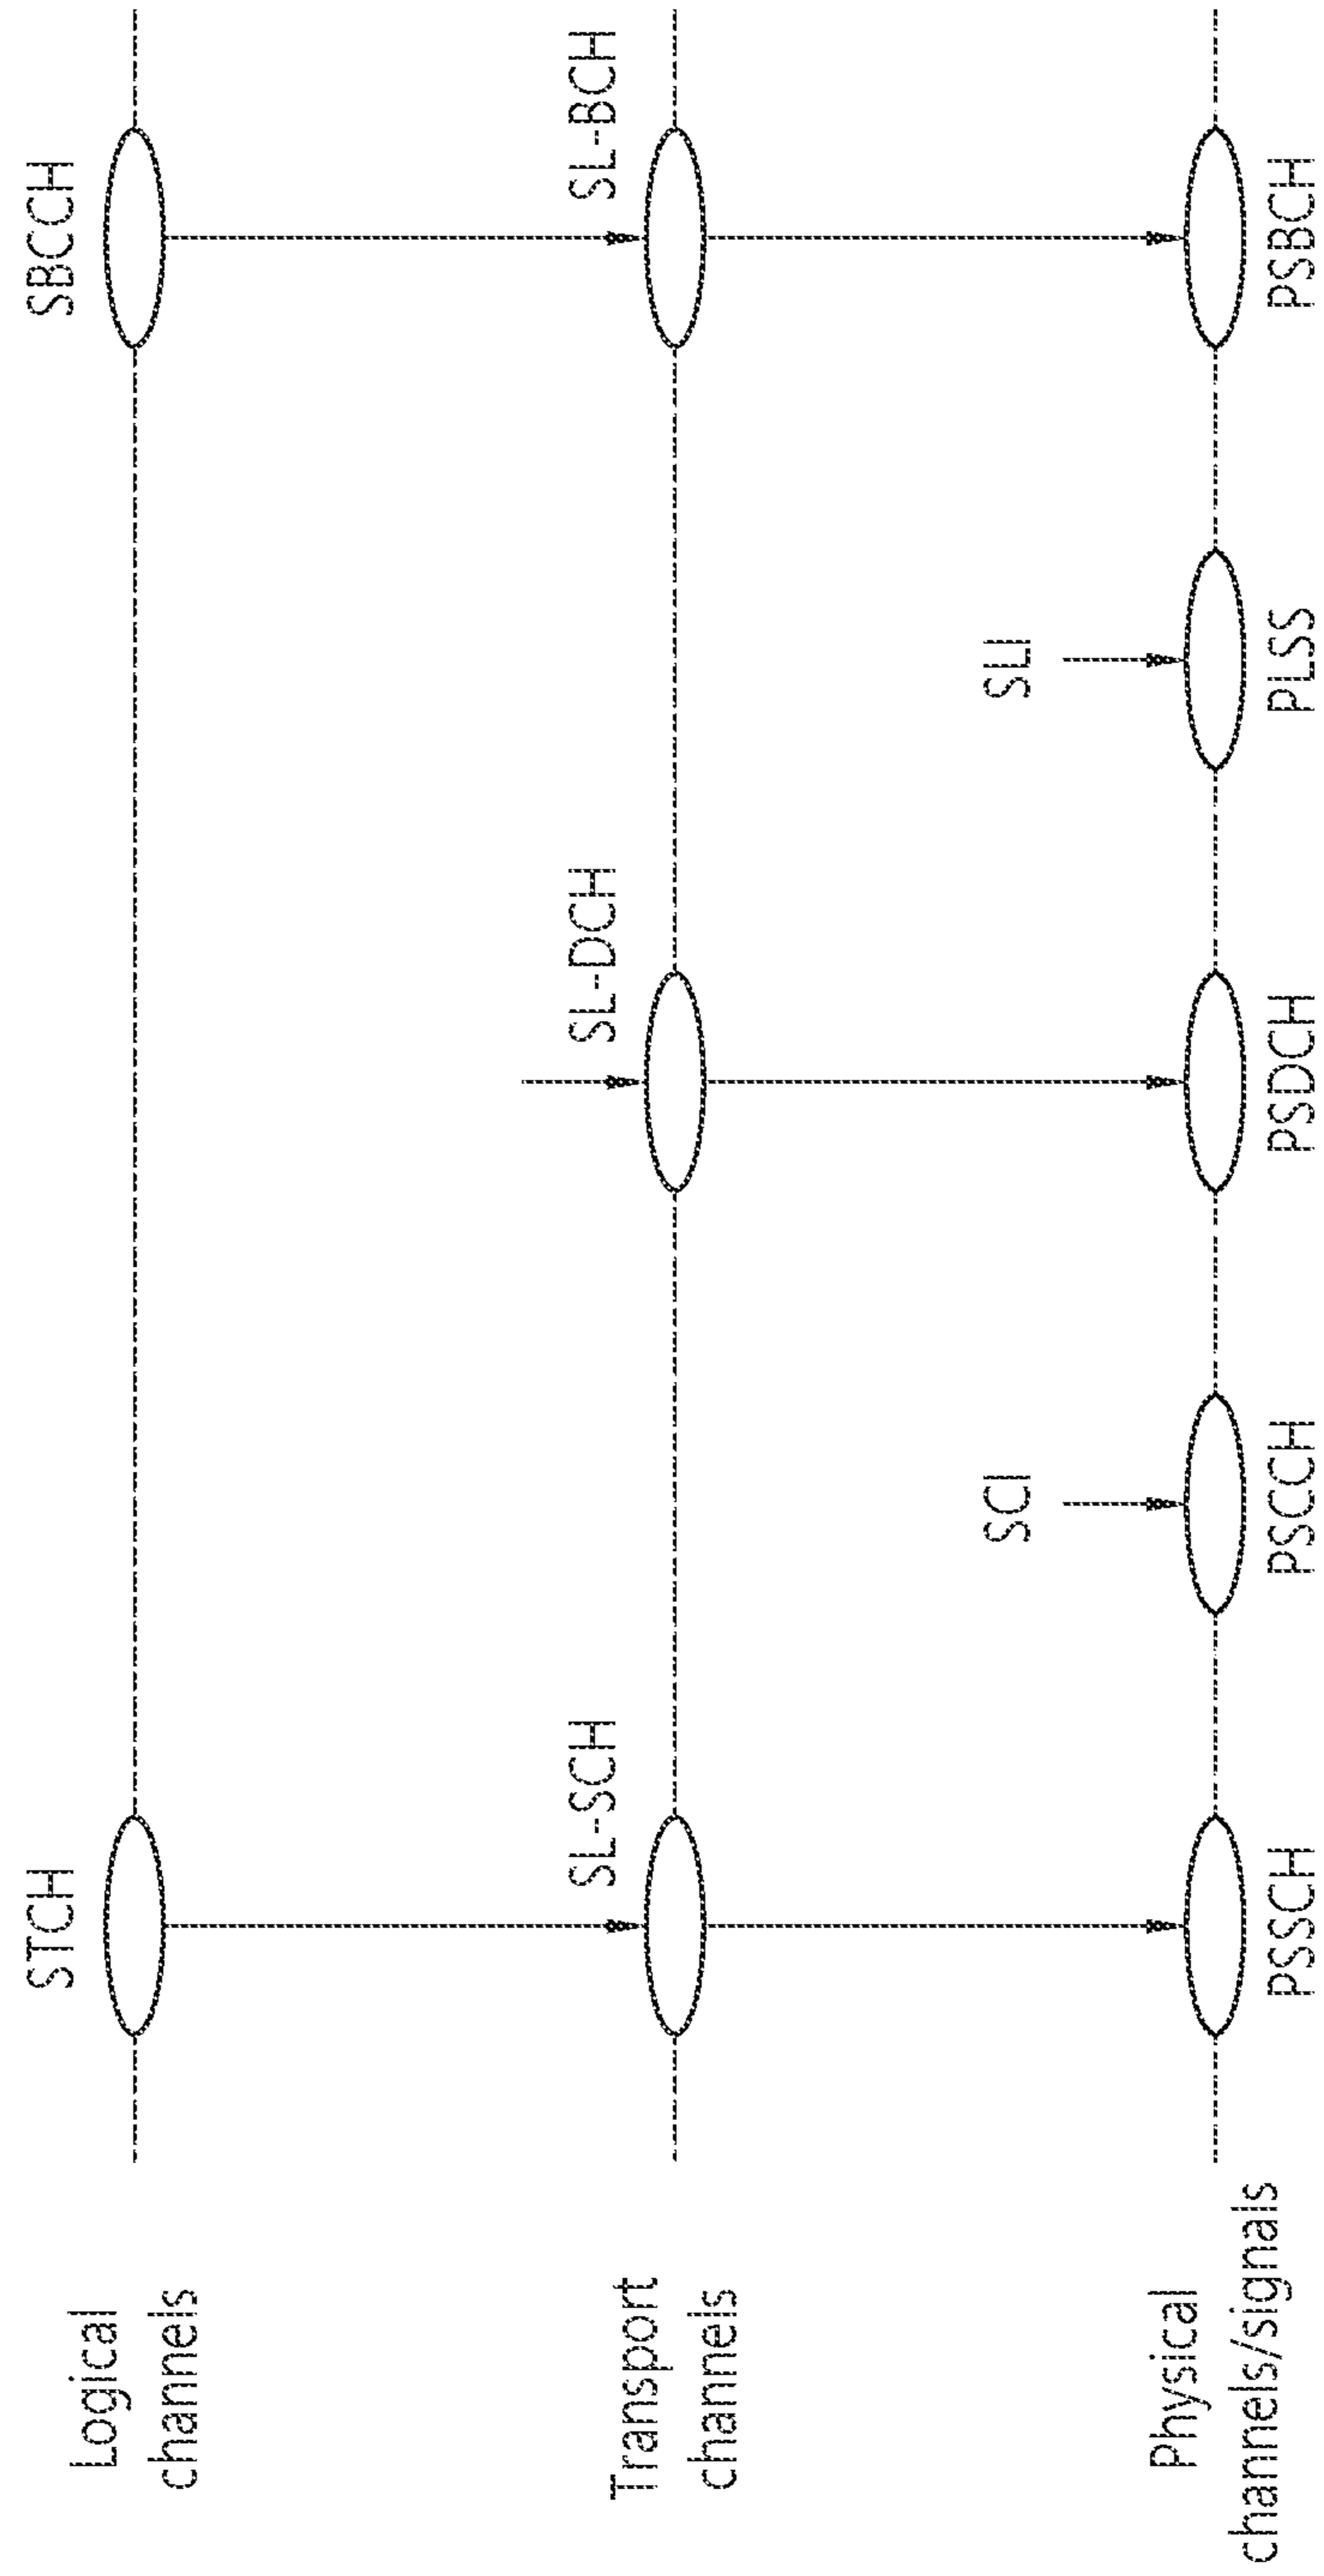 STCH
SBCCH
Logical
channels
SL-SCH
SL-DCH
SL-BCH
Transport
channels
SCI
SLI
Physical
channels/signals
PSSCH
PSCCH
PSDCH
PLSS
PSBCH